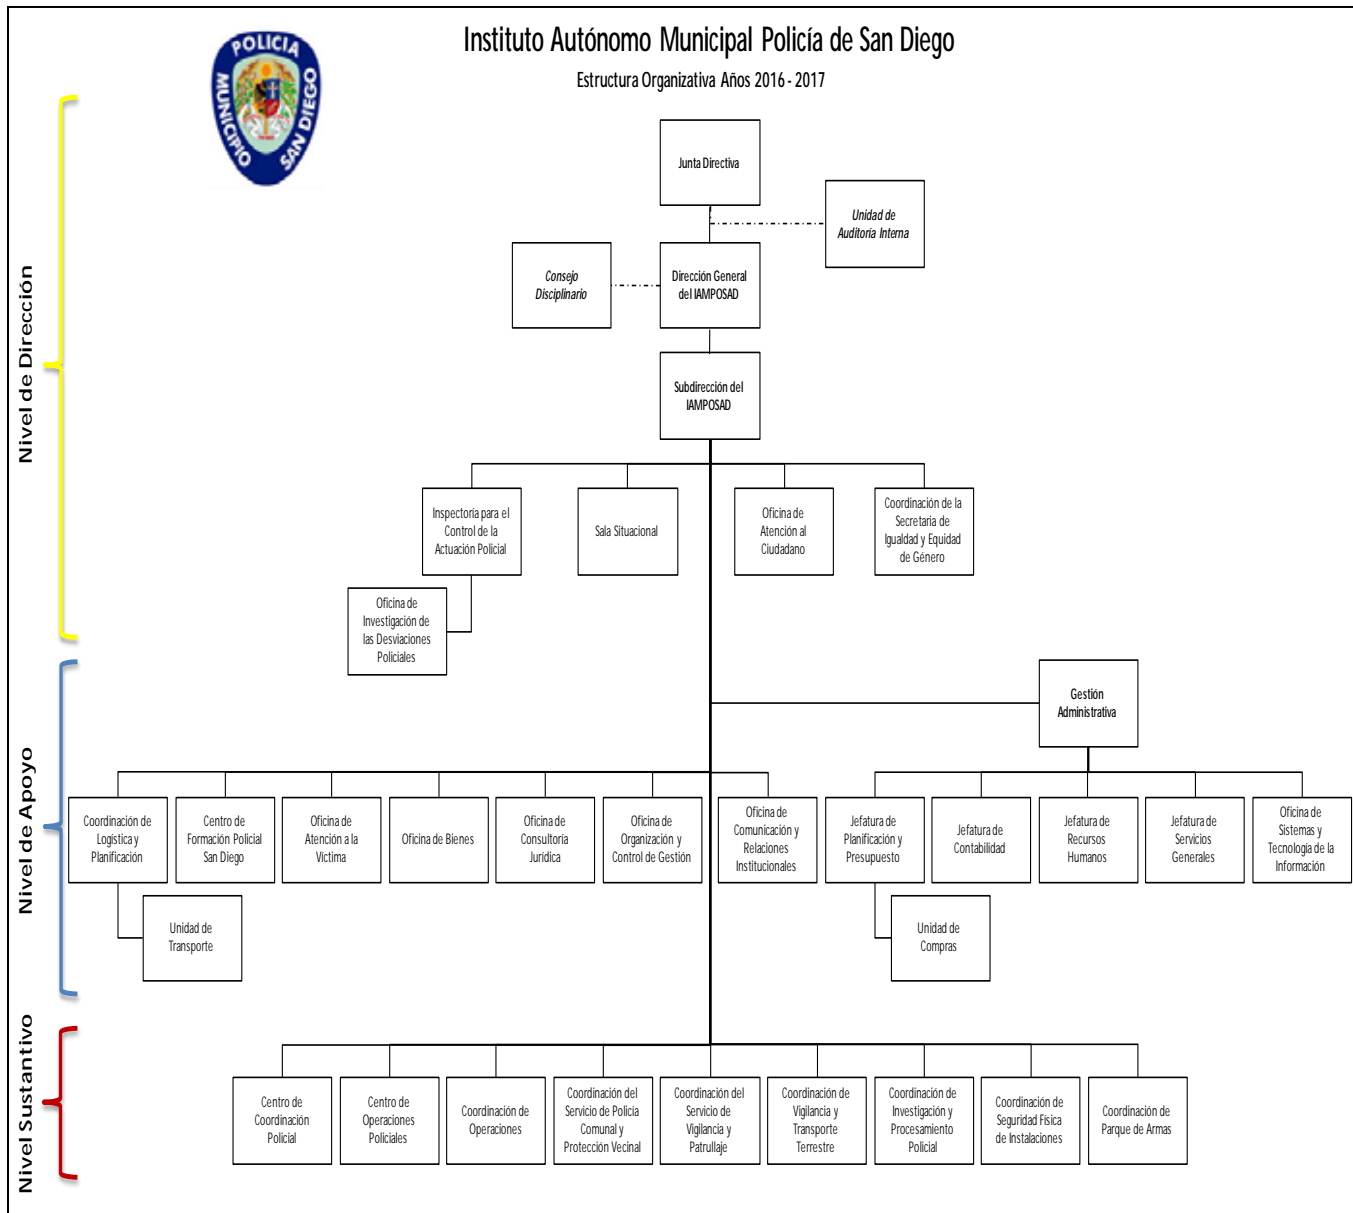 Instituto Autónomo Municipal Policía de San Diego
Estructura Organizativa Años 2016 - 2017
POLICIA
MUNICIPIO
SAN DIEGO
Nivel de Dirección
Junta Directiva
Unidad de
Auditoría Interna
Consejo
Disciplinario
Dirección General
del IAMPOSAD
Subdirección del
IAMPOSAD
Inspectoría para el
Control de la
Actuación Policial
Sala Situacional
Oficina de
Atención al
Ciudadano
Coordinación de la
Secretaria de
Igualdad y Equidad
de Género
Oficina de
Investigación de
las Desviaciones
Policiales
Nivel de Apoyo
Gestión
Administrativa
Coordinación de
Logística y
Planificación
Centro de
Formación Policial
San Diego
Oficina de
Atención a la
Víctima
Oficina de Bienes
Oficina de
Consultoría
Jurídica
Oficina de
Organización y
Control de Gestión
Oficina de
Comunicación y
Relaciones
Institucionales
Jefatura de
Planificación y
Presupuesto
Jefatura de
Contabilidad
Jefatura de
Recursos
Humanos
Jefatura de
Servicios
Generales
Oficina de
Sistemas y
Tecnología de la
Información
Unidad de
Transporte
Unidad de
Compras
Nivel Sustantivo
Centro de
Coordinación
Policial
Centro de
Operaciones
Policiales
Coordinación de
Operaciones
Coordinación del
Servicio de Policía
Comunal y
Protección Vecinal
Coordinación del
Servicio de
Vigilancia y
Patrullaje
Coordinación de
Vigilancia y
Transporte
Terrestre
Coordinación de
Investigación y
Procesamiento
Policial
Coordinación de
Seguridad Física
de Instalaciones
Coordinación de
Parque de Armas